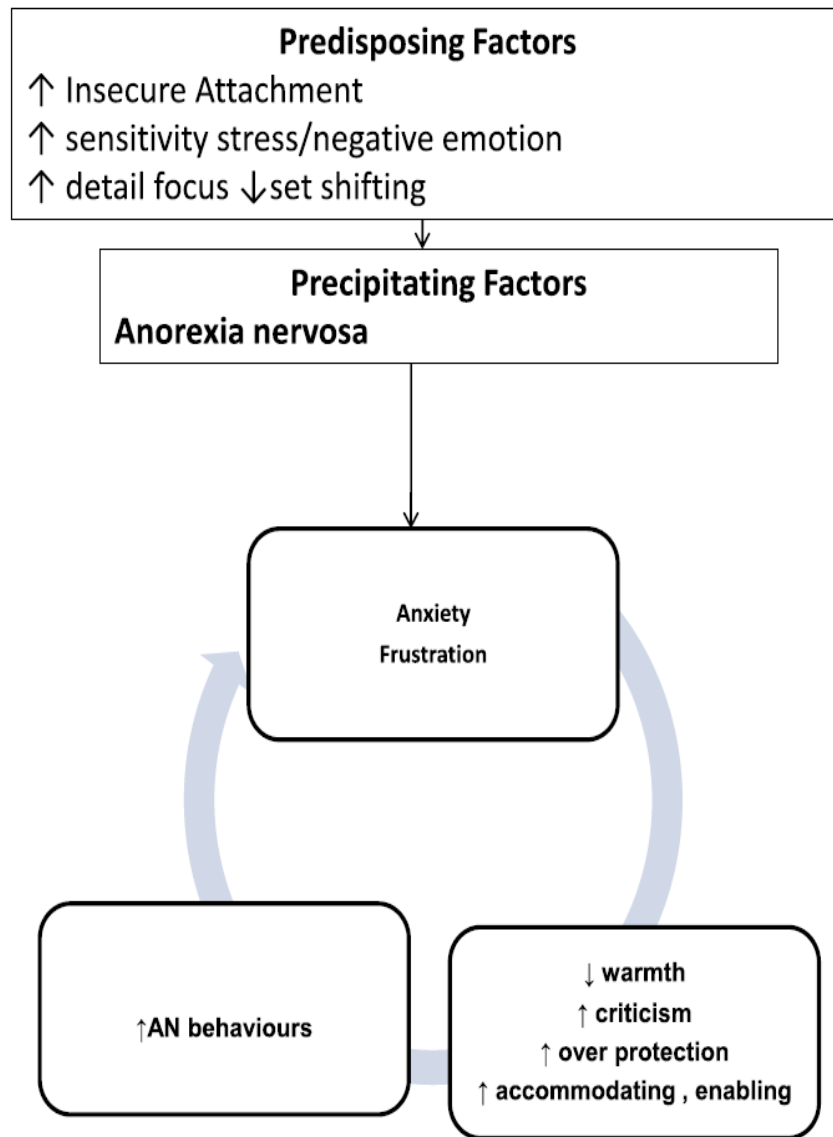 Predisposing Factors
↑ Insecure Attachment
↑ sensitivity stress/negative emotion
↑ detail focus ↓set shifting
Precipitating Factors
Anorexia nervosa
Anxiety
Frustration
↓ warmth
↑ criticism
↑ over protection
↑ accommodating , enabling
↑AN behaviours